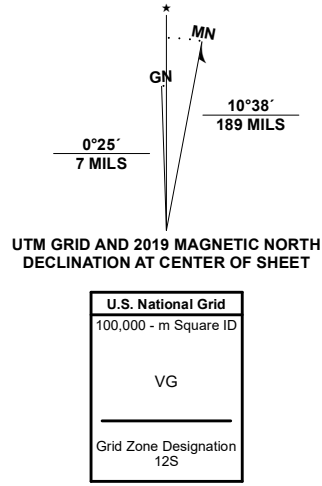 ★
MN
GN
10°38´
189 MILS
0°25´
7 MILS
UTM GRID AND 2019 MAGNETIC NORTH
DECLINATION AT CENTER OF SHEET
U.S. National Grid
100,000 - m Square ID
VG
Grid Zone Designation
12S